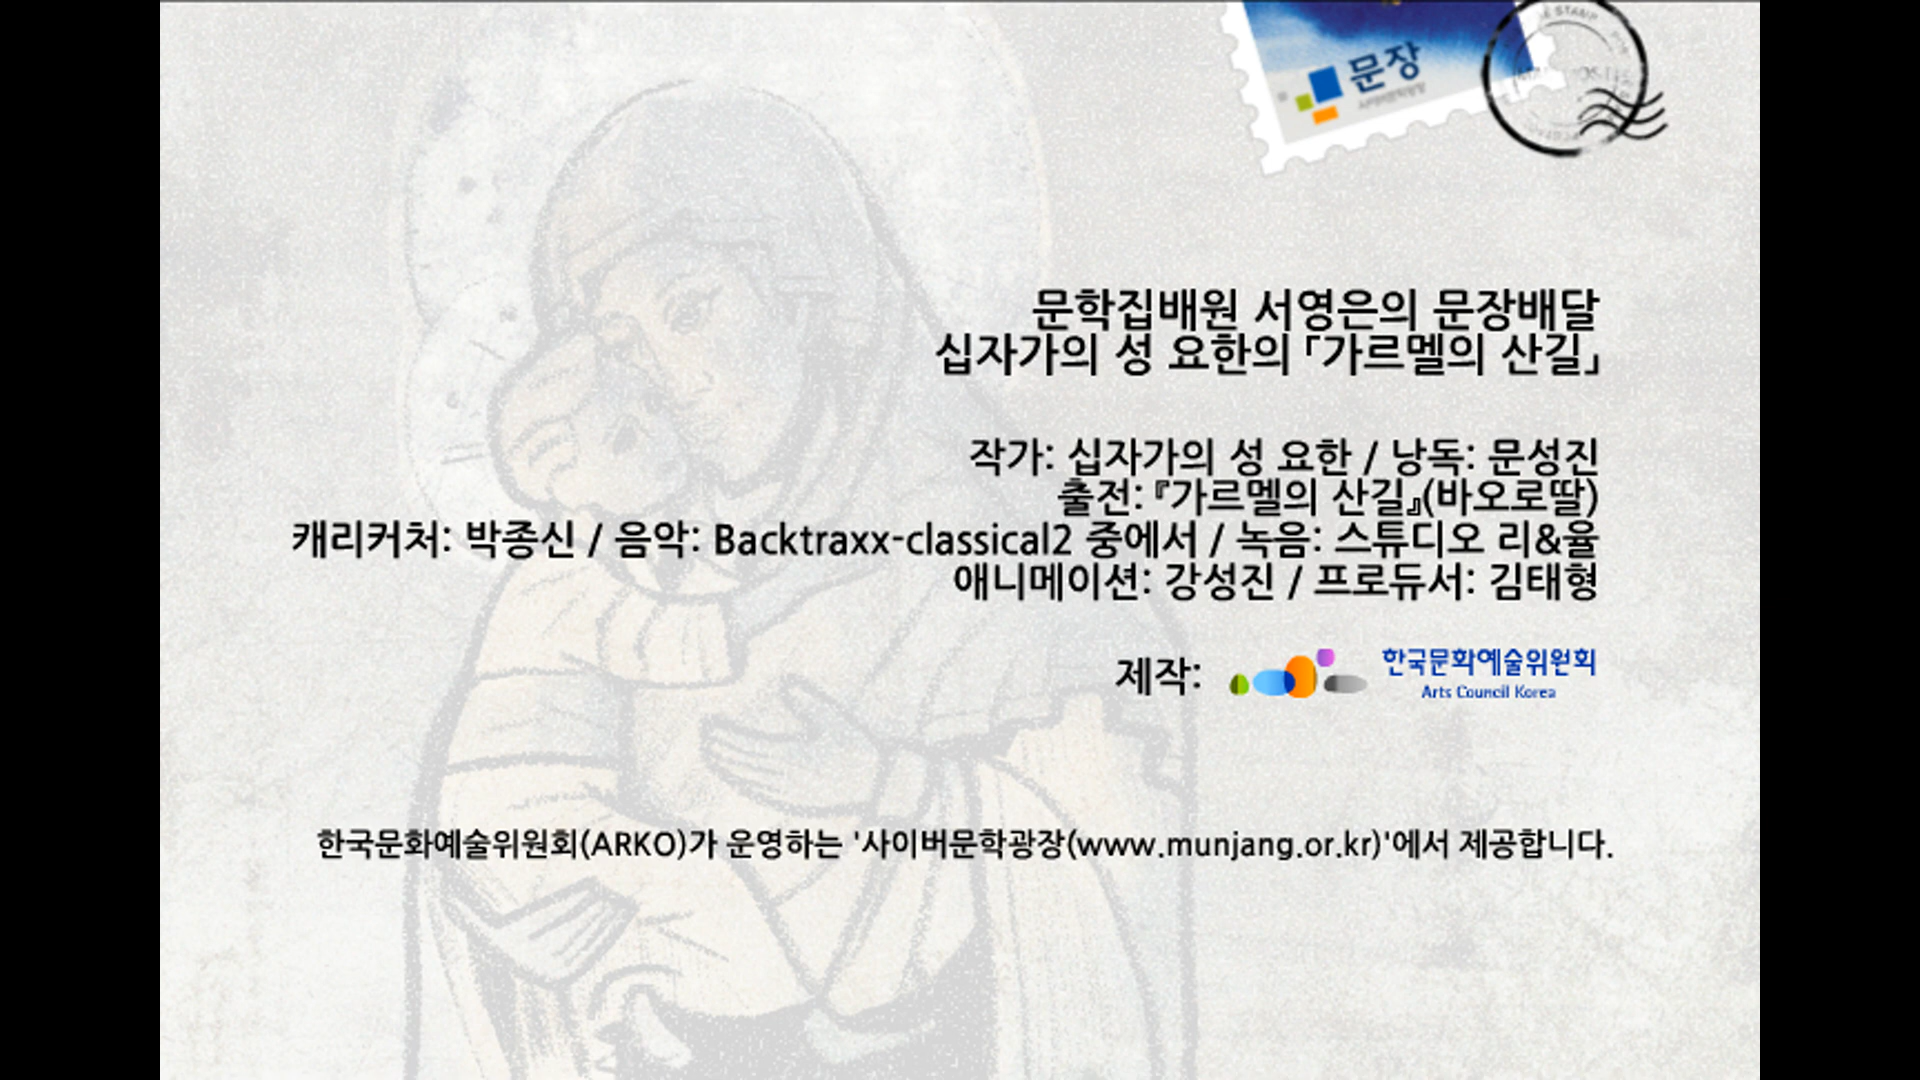 문장
문학집배원 서영은의 문장배달
십자가의 성 요한의 「가르멜의 산길」
작가: 십자가의 성 요한 / 낭독: 문성진
출전: 『가르멜의 산길』(바오로딸)
캐리커처: 박종신 / 음악: Backtraxx-classical2 중에서 / 녹음: 스튜디오 리&율
애니메이션: 강성진 / 프로듀서: 김태형
제작: 한국문화예술위원회
Arts Council Korea
한국문화예술위원회(ARKO)가 운영하는 '사이버문학광장(www.munjang.or.kr)'에서 제공합니다.